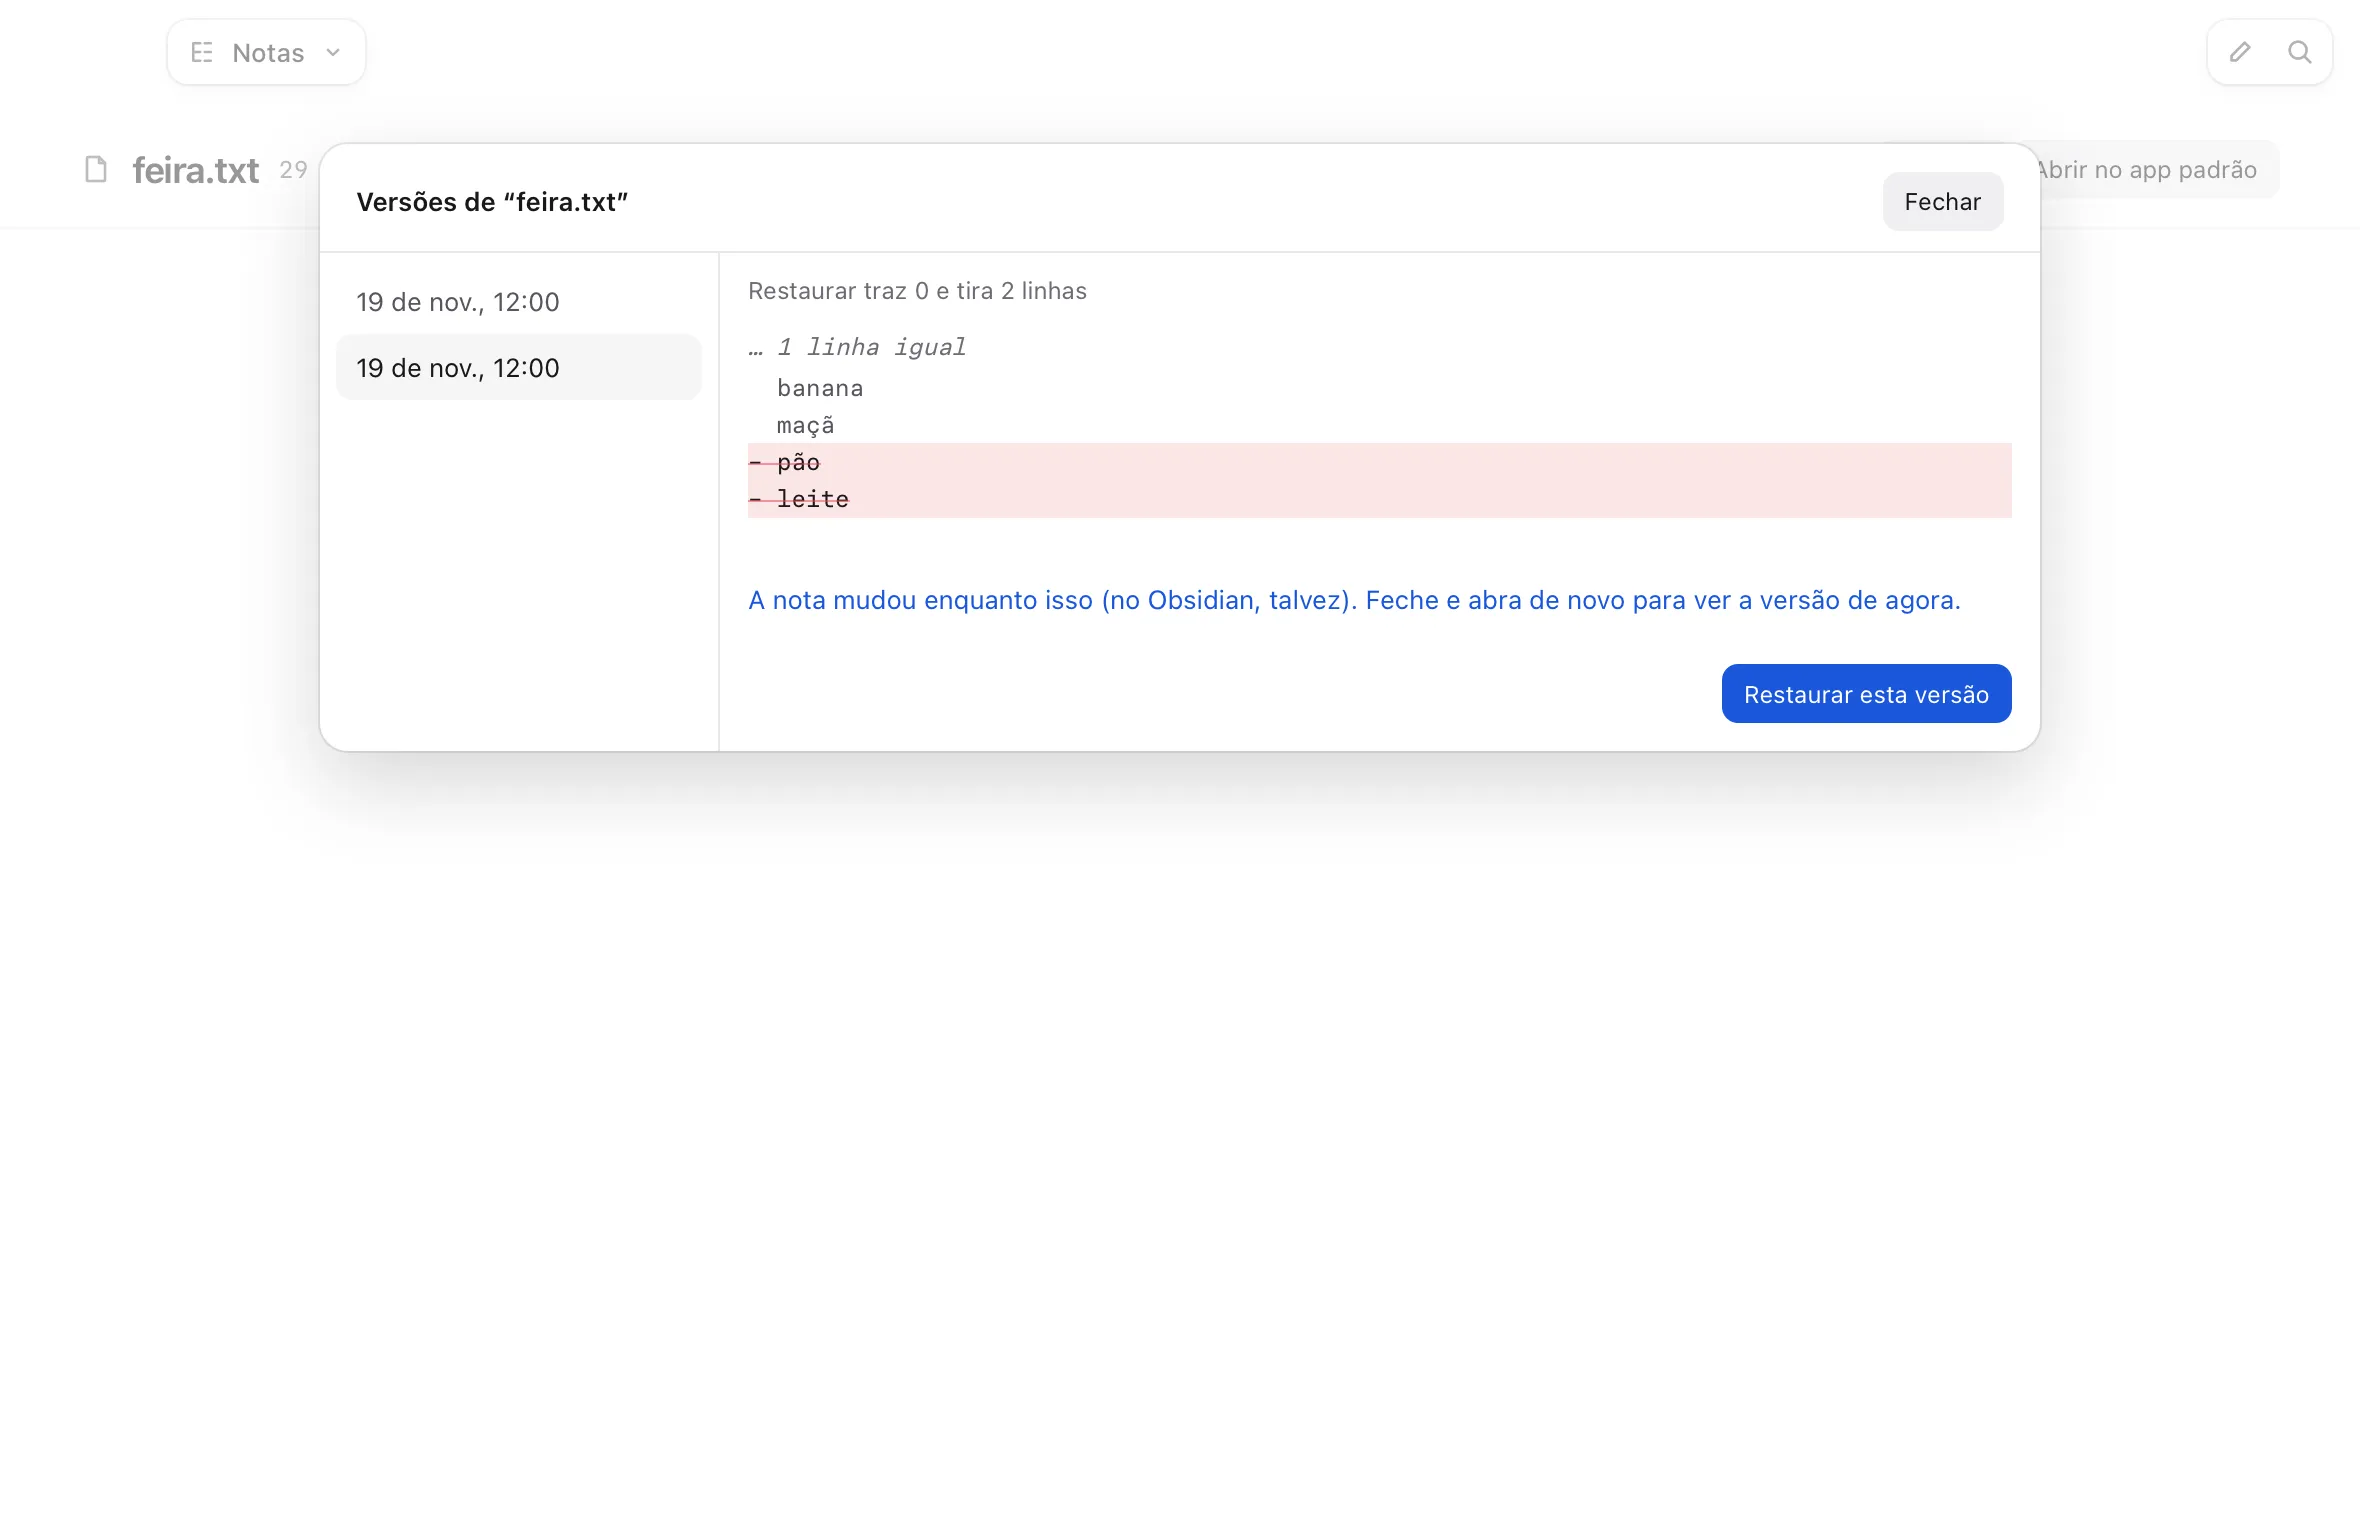 Notas
feira.txt 29
Abrir no app padrão
Versões de “feira.txt”
Fechar
19 de nov., 12:00
19 de nov., 12:00
Restaurar traz 0 e tira 2 linhas
… 1 linha igual
banana
maçã
- pão
- leite
A nota mudou enquanto isso (no Obsidian, talvez). Feche e abra de novo para ver a versão de agora.
Restaurar esta versão